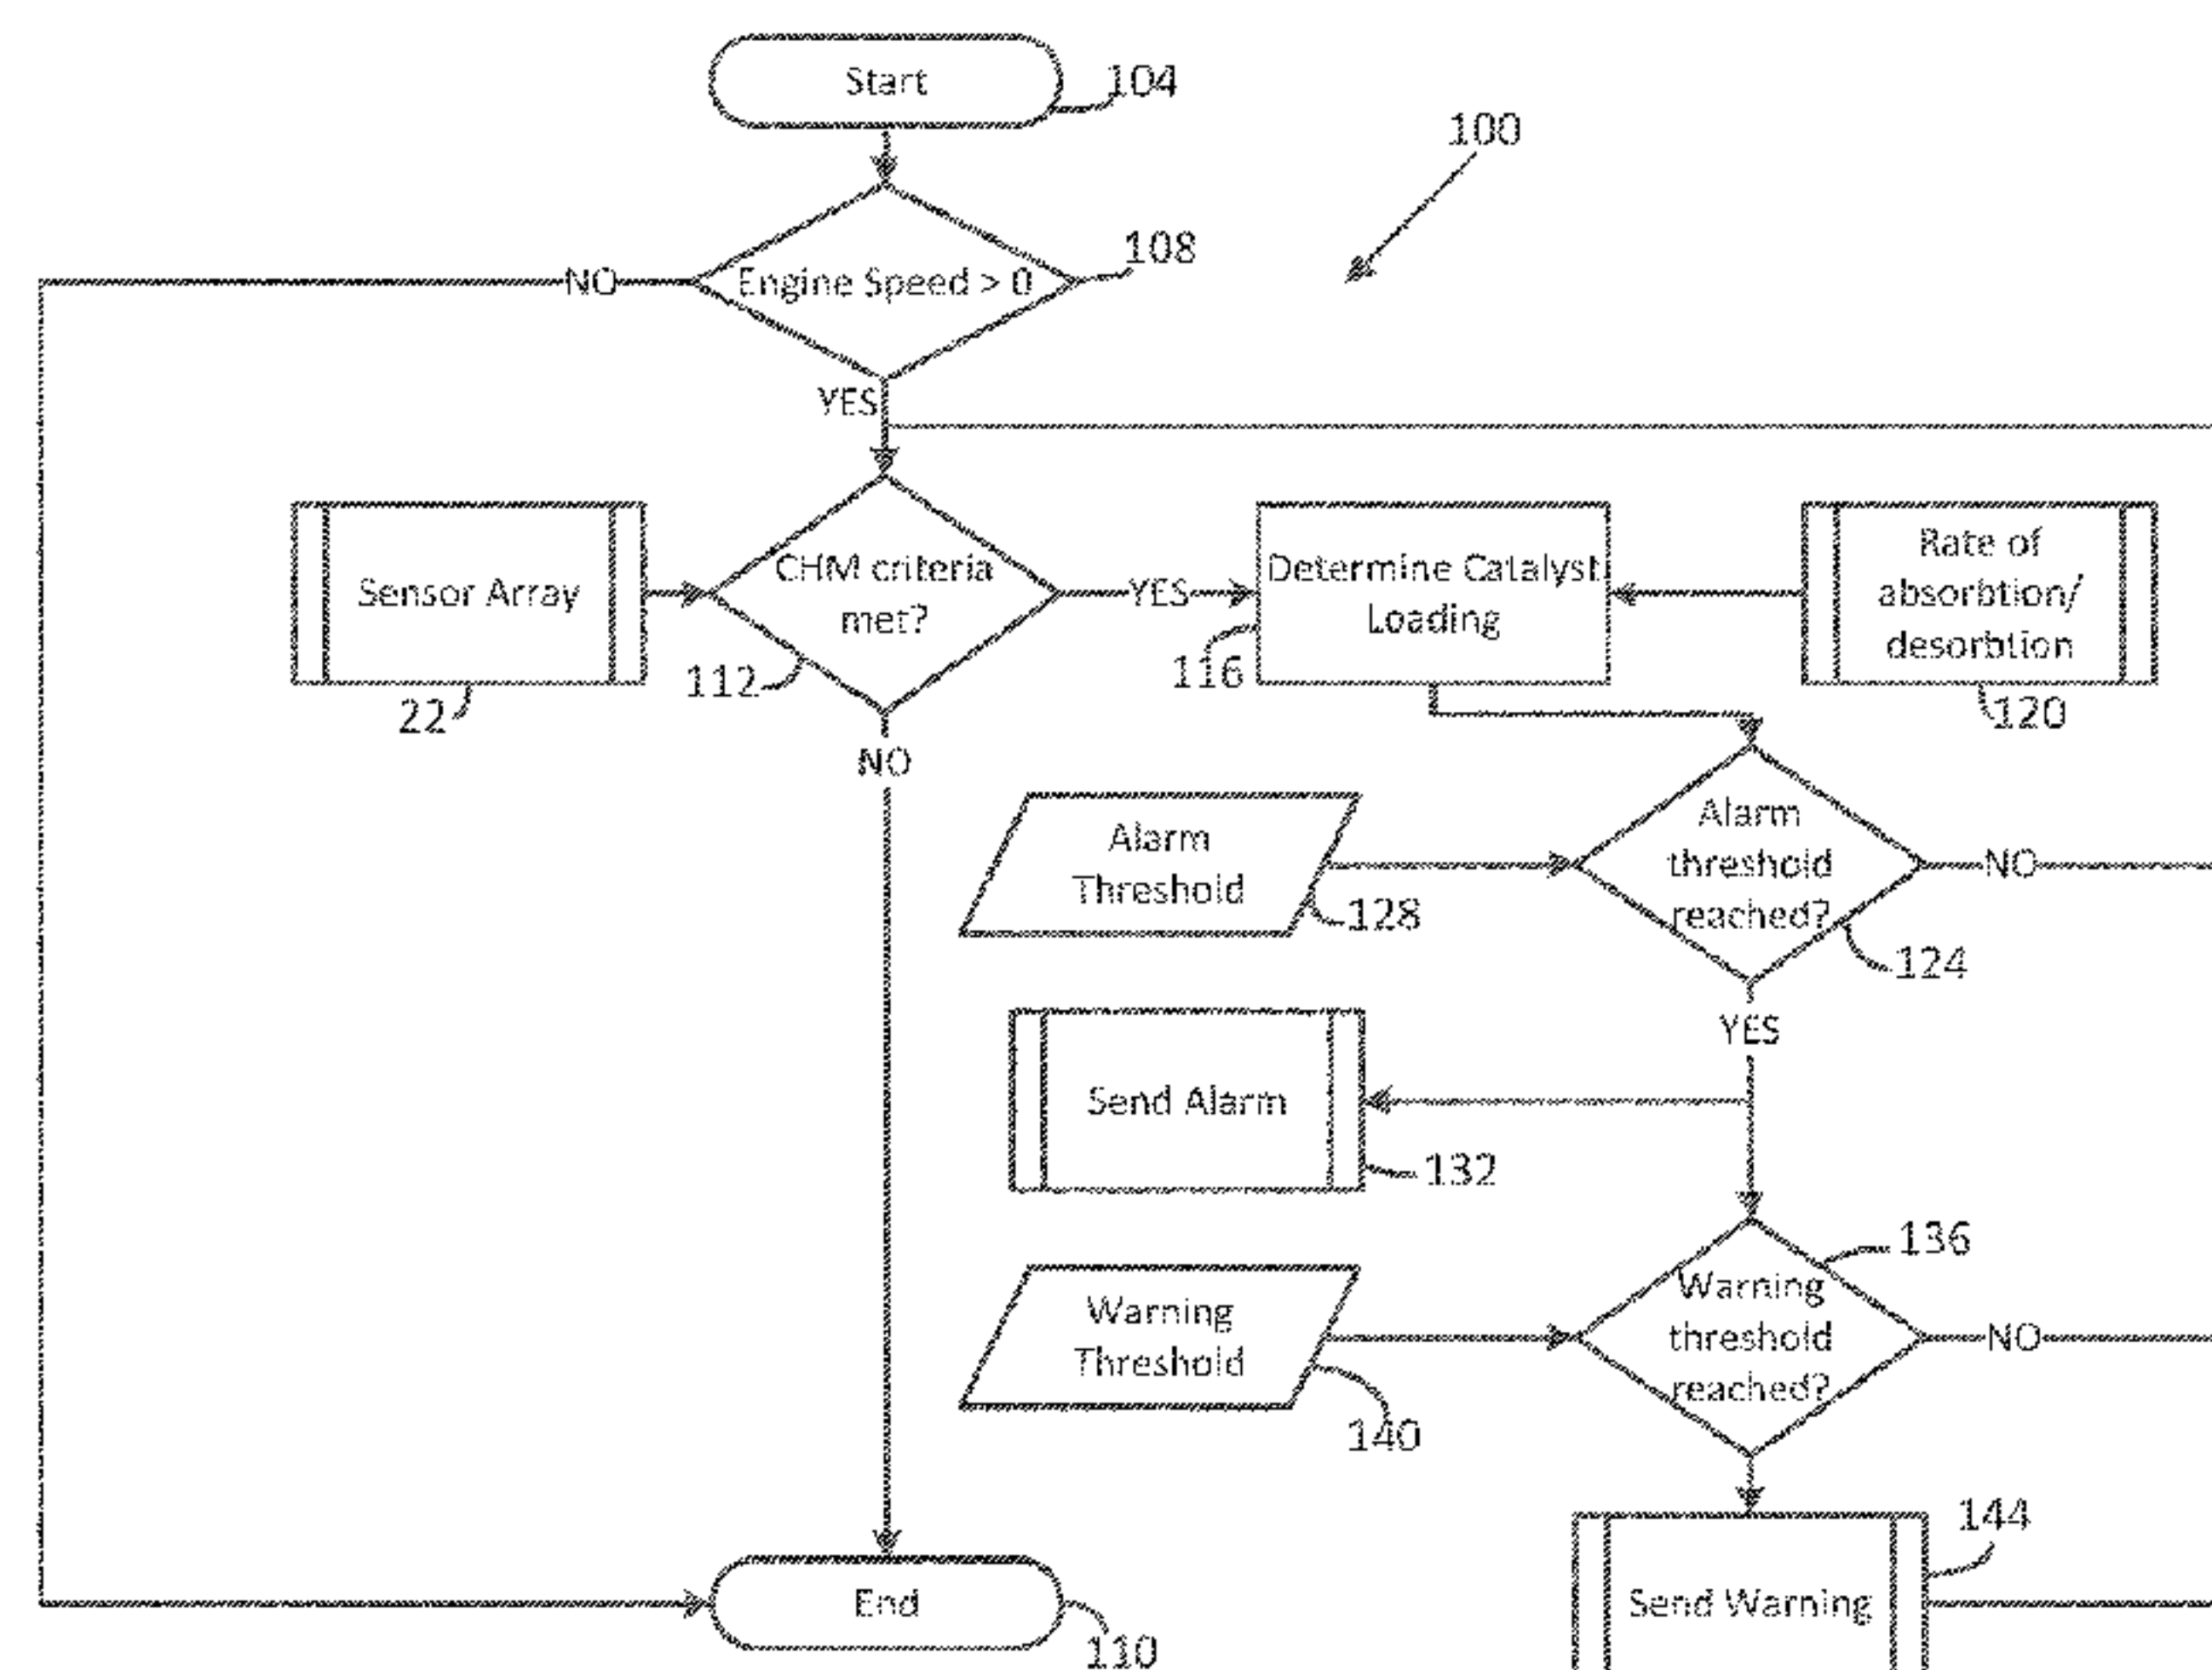 Start
104
100
NO
Engine Speed > 0
108
YES
Sensor Array
22
CHM criteria
met?
112
YES
Determine Catalyst
Loading
116
Rate of
absorbtion/
desorbtion
120
NO
Alarm
Threshold
128
Alarm
threshold
reached?
NO
124
YES
Send Alarm
132
136
Warning
Threshold
140
Warning
threshold
reached?
NO
144
Send Warning
End
110